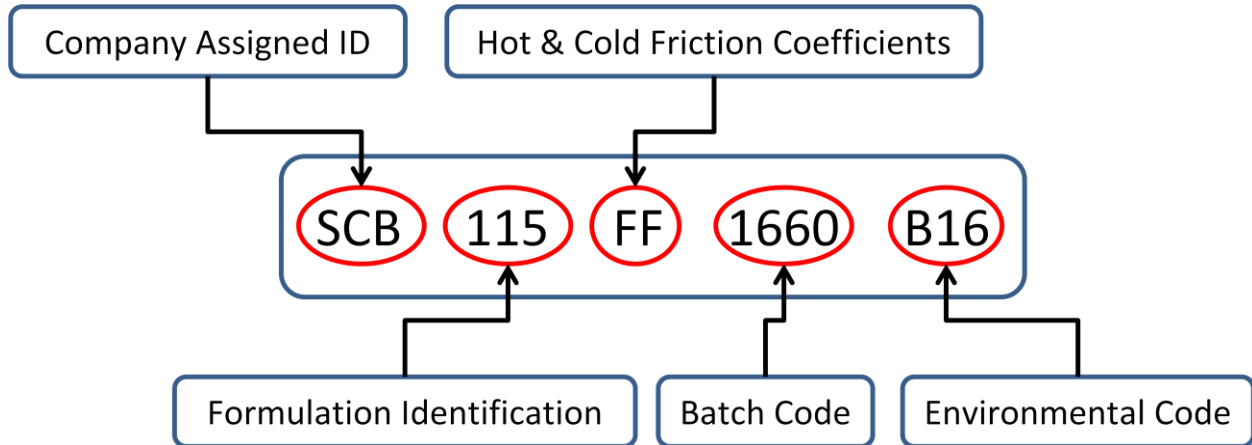 Company Assigned ID
Hot & Cold Friction Coefficients
SCB 115 FF 1660 B16
Formulation Identification
Batch Code
Environmental Code